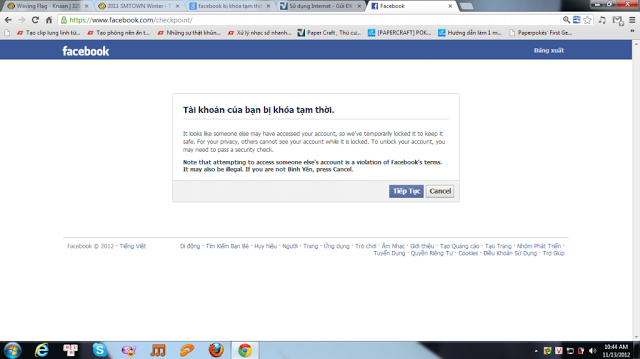 Waving Flag - Knaan | 320
2011 SMTOWN Winter - T
facebook bị khóa tạm thời
Sử dụng Internet - Gửi ĐI
Facebook
https://www.facebook.com/checkpoint/
Tạo clip lung linh từ...
Tạo phông nền ấn t...
Những sự thật khủn...
Xử lý nhạc số nhanh...
[Paper Craft , Thủ cư...
[PAPERCRAFT] POK...
Hướng dẫn làm 1 m...
Paperpokés' First Ge...
facebook
Đăng xuất
Tài khoản của bạn bị khóa tạm thời.
It looks like someone else may have accessed your account, so we've temporarily locked it to keep it
safe. For your privacy, others cannot see your account while it is locked. To unlock your account, you
may need to pass a security check.
Note that attempting to access someone else's account is a violation of Facebook's terms.
It may also be illegal. If you are not Bình Yên, press Cancel.
Tiếp Tục
Cancel
Facebook © 2012 · Tiếng Việt
Di động · Tìm Kiếm Bạn Bè · Huy hiệu · Người · Trang · Ứng dụng · Trò chơi · Âm Nhạc · Giới thiệu · Tạo Quảng cáo · Tạo Trang · Nhóm Phát Triển ·
Tuyển Dụng · Quyền Riêng Tư · Cookies · Điều Khoản Sử Dụng · Trợ Giúp
10:44 AM
11/13/2012